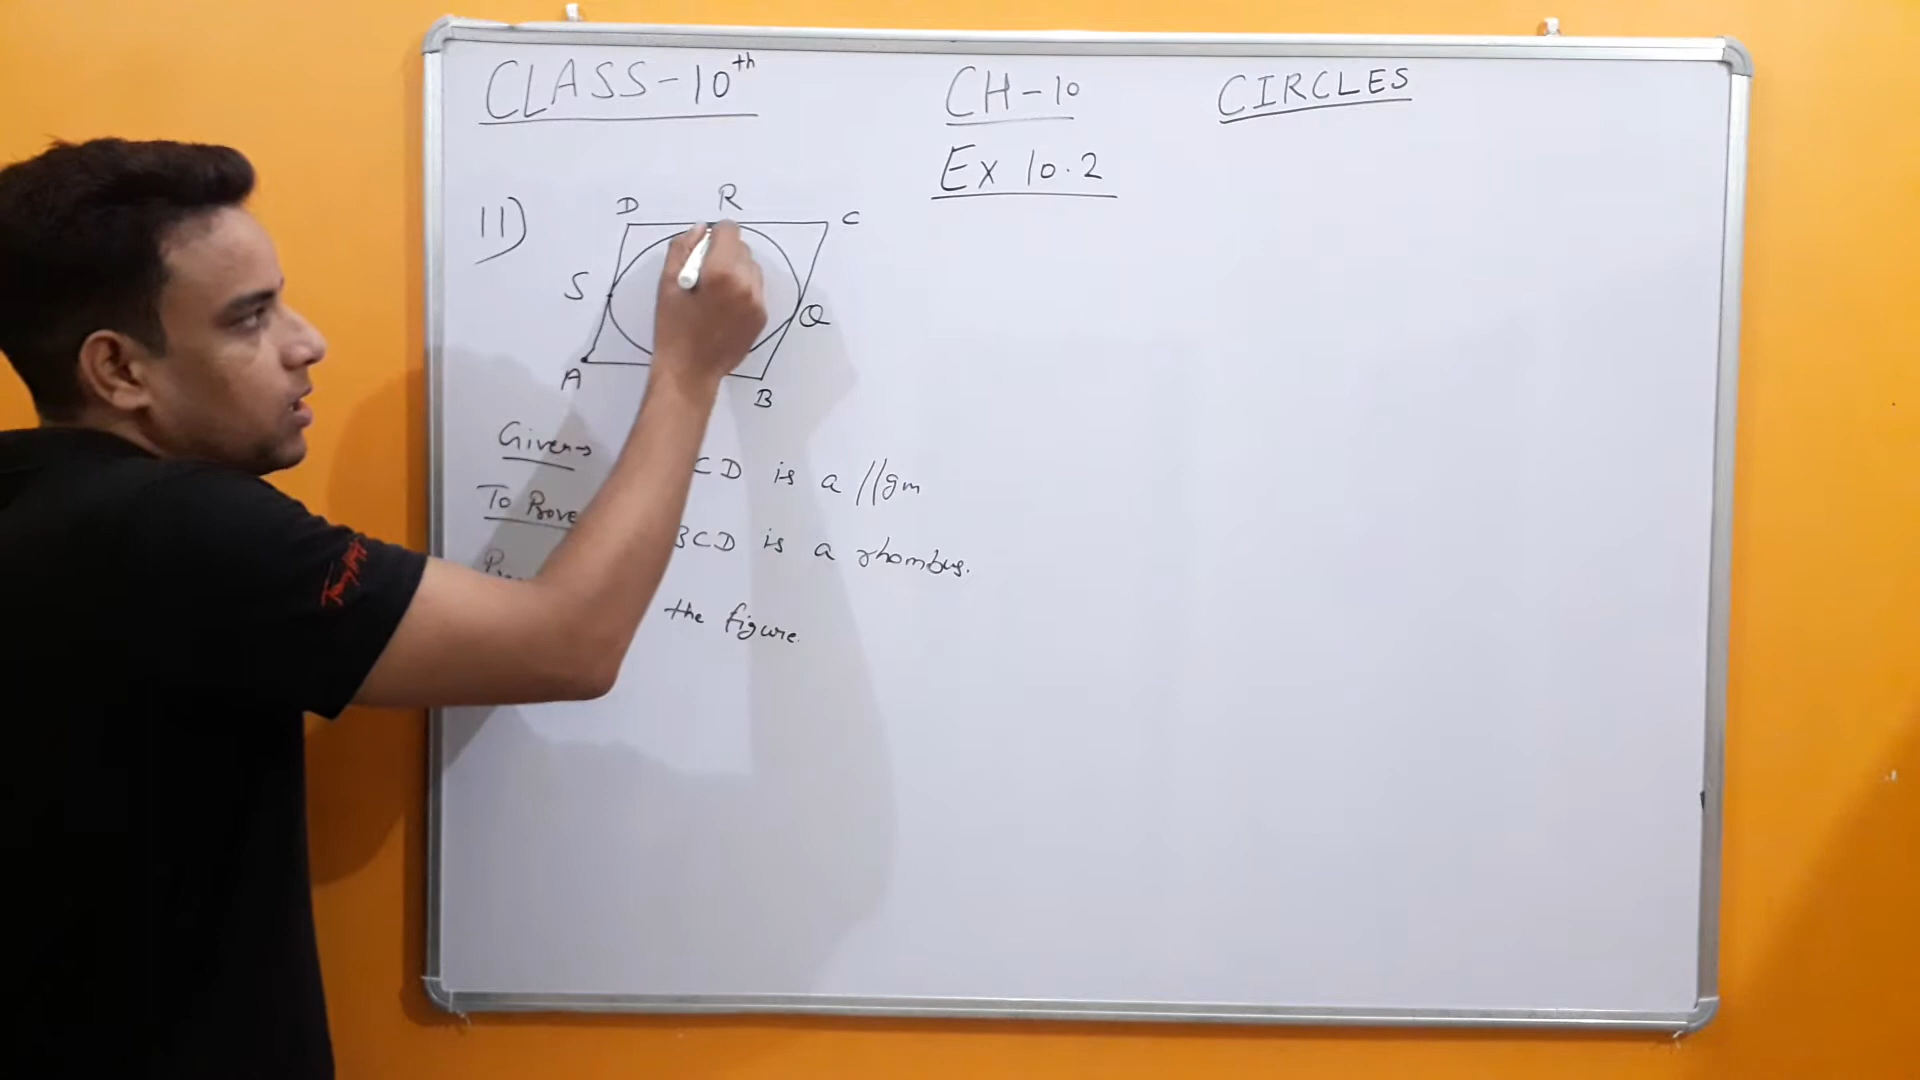 CLASS-10th
CH-10
CIRCLES
Ex 10.2
11)
D R C
S
Q
A
B
Given→ CD is a //gm
To Prove BCD is a rhombus.
the figure.